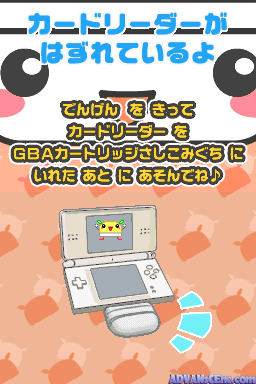 カードリーダーが
はずれているよ
でんげん を きって
カードリーダー を
GBAカートリッジさしこみぐち に
いれた あと に あそんでね♪
ADVANsCEne.com